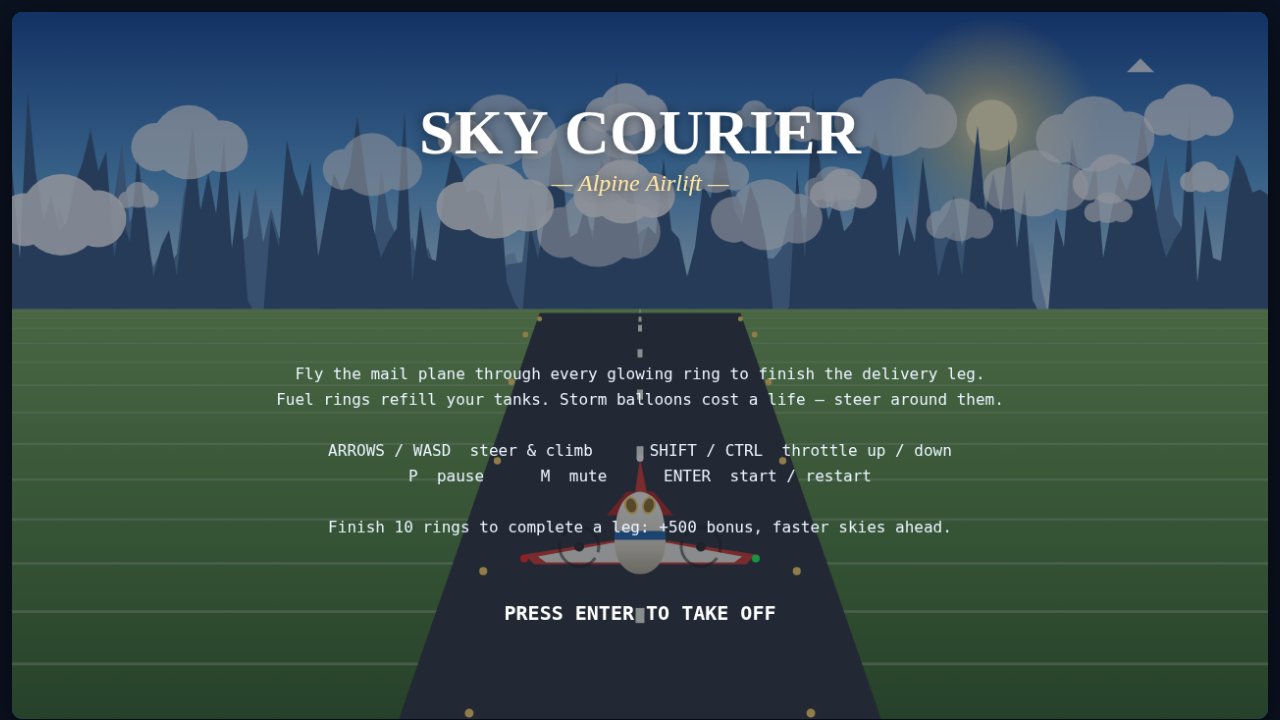 SKY COURIER
— Alpine Airlift —
Fly the mail plane through every glowing ring to finish the delivery leg.
Fuel rings refill your tanks. Storm balloons cost a life — steer around them.
ARROWS / WASD  steer & climb      SHIFT / CTRL  throttle up / down
P  pause      M  mute      ENTER  start / restart
Finish 10 rings to complete a leg: +500 bonus, faster skies ahead.
PRESS ENTER TO TAKE OFF